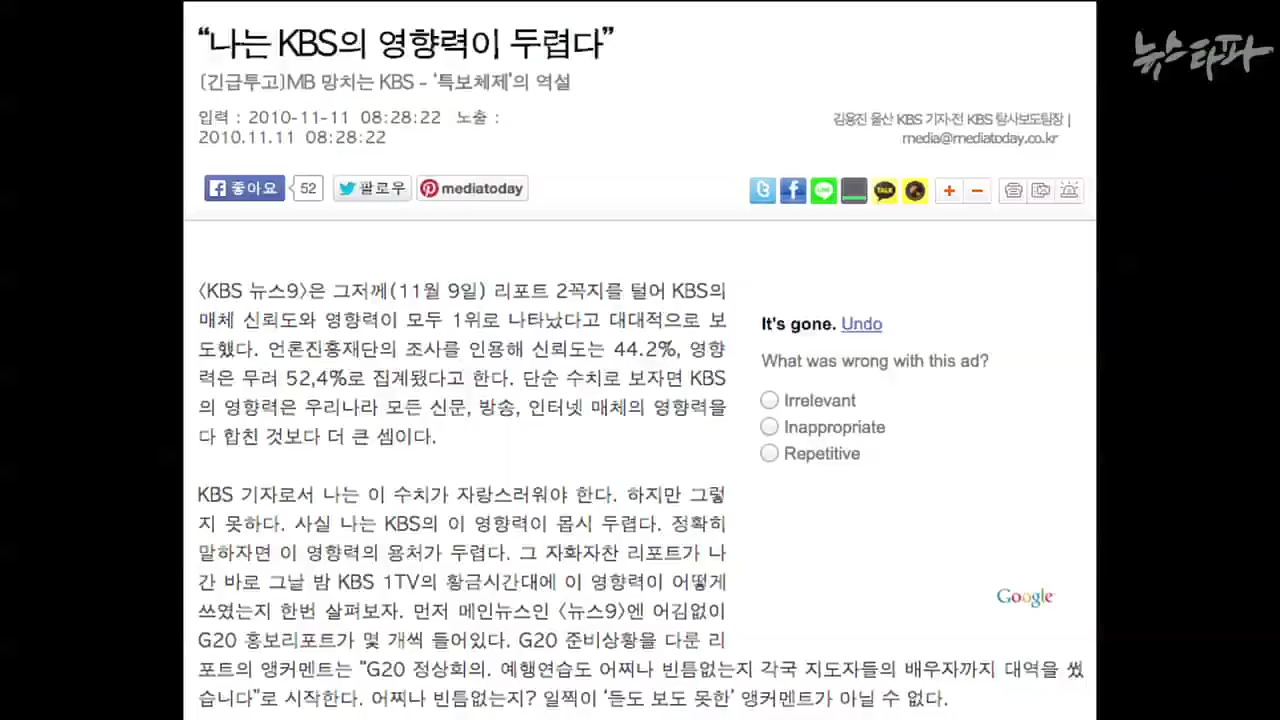 뉴스타파
“나는 KBS의 영향력이 두렵다”
[긴급투고]MB 망치는 KBS - '특보체제'의 역설
입력 : 2010-11-11 08:28:22 노출 :
2010.11.11 08:28:22
김용진 울산 KBS 기자·전 KBS 탐사보도팀장 |
media@mediatoday.co.kr
좋아요 52 팔로우 mediatoday
LINE TALK
〈KBS 뉴스9〉은 그저께(11월 9일) 리포트 2꼭지를 털어 KBS의
매체 신뢰도와 영향력이 모두 1위로 나타났다고 대대적으로 보
도했다. 언론진흥재단의 조사를 인용해 신뢰도는 44.2%, 영향
력은 무려 52,4%로 집계됐다고 한다. 단순 수치로 보자면 KBS
의 영향력은 우리나라 모든 신문, 방송, 인터넷 매체의 영향력을
다 합친 것보다 더 큰 셈이다.
KBS 기자로서 나는 이 수치가 자랑스러워야 한다. 하지만 그렇
지 못하다. 사실 나는 KBS의 이 영향력이 몹시 두렵다. 정확히
말하자면 이 영향력의 용처가 두렵다. 그 자화자찬 리포트가 나
간 바로 그날 밤 KBS 1TV의 황금시간대에 이 영향력이 어떻게
쓰였는지 한번 살펴보자. 먼저 메인뉴스인 〈뉴스9〉엔 어김없이
G20 홍보리포트가 몇 개씩 들어있다. G20 준비상황을 다룬 리
포트의 앵커멘트는 "G20 정상회의. 예행연습도 어찌나 빈틈없는지 각국 지도자들의 배우자까지 대역을 썼
습니다"로 시작한다. 어찌나 빈틈없는지? 일찍이 '듣도 보도 못한' 앵커멘트가 아닐 수 없다.
It's gone. Undo
What was wrong with this ad?
Irrelevant
Inappropriate
Repetitive
Google